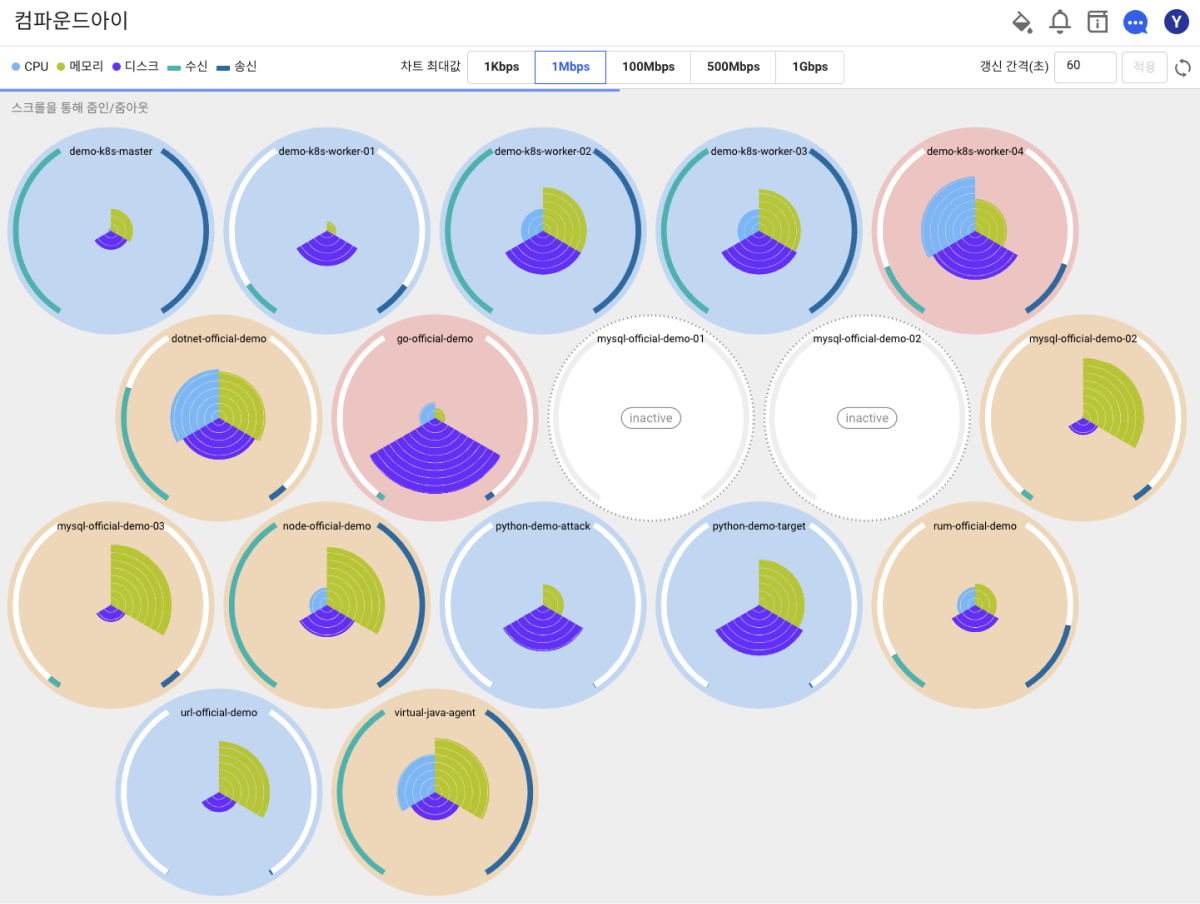 컴파운드아이
Y
CPU 메모리 디스크 수신 송신
차트 최대값 1Kbps 1Mbps 100Mbps 500Mbps 1Gbps
갱신 간격(초) 60 적용
스크롤을 통해 줌인/줌아웃
demo-k8s-master demo-k8s-worker-01 demo-k8s-worker-02 demo-k8s-worker-03 demo-k8s-worker-04
dotnet-official-demo go-official-demo mysql-official-demo-01 mysql-official-demo-02 mysql-official-demo-02
inactive inactive
mysql-official-demo-03 node-official-demo python-demo-attack python-demo-target rum-official-demo
url-official-demo virtual-java-agent